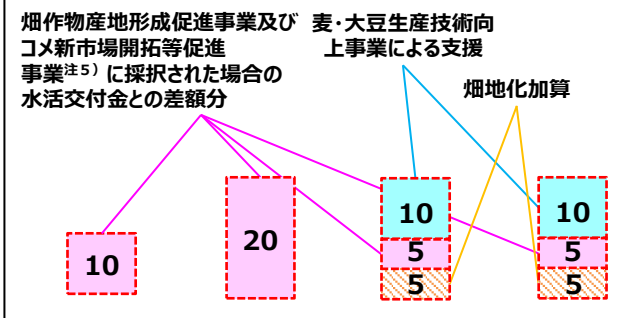 畑作物産地形成促進事業及び
コメ新市場開拓等促進
事業注5）に採択された場合の
水活交付金との差額分
麦・大豆生産技術向
上事業による支援
畑地化加算
10
20
10
5
5
10
5
5